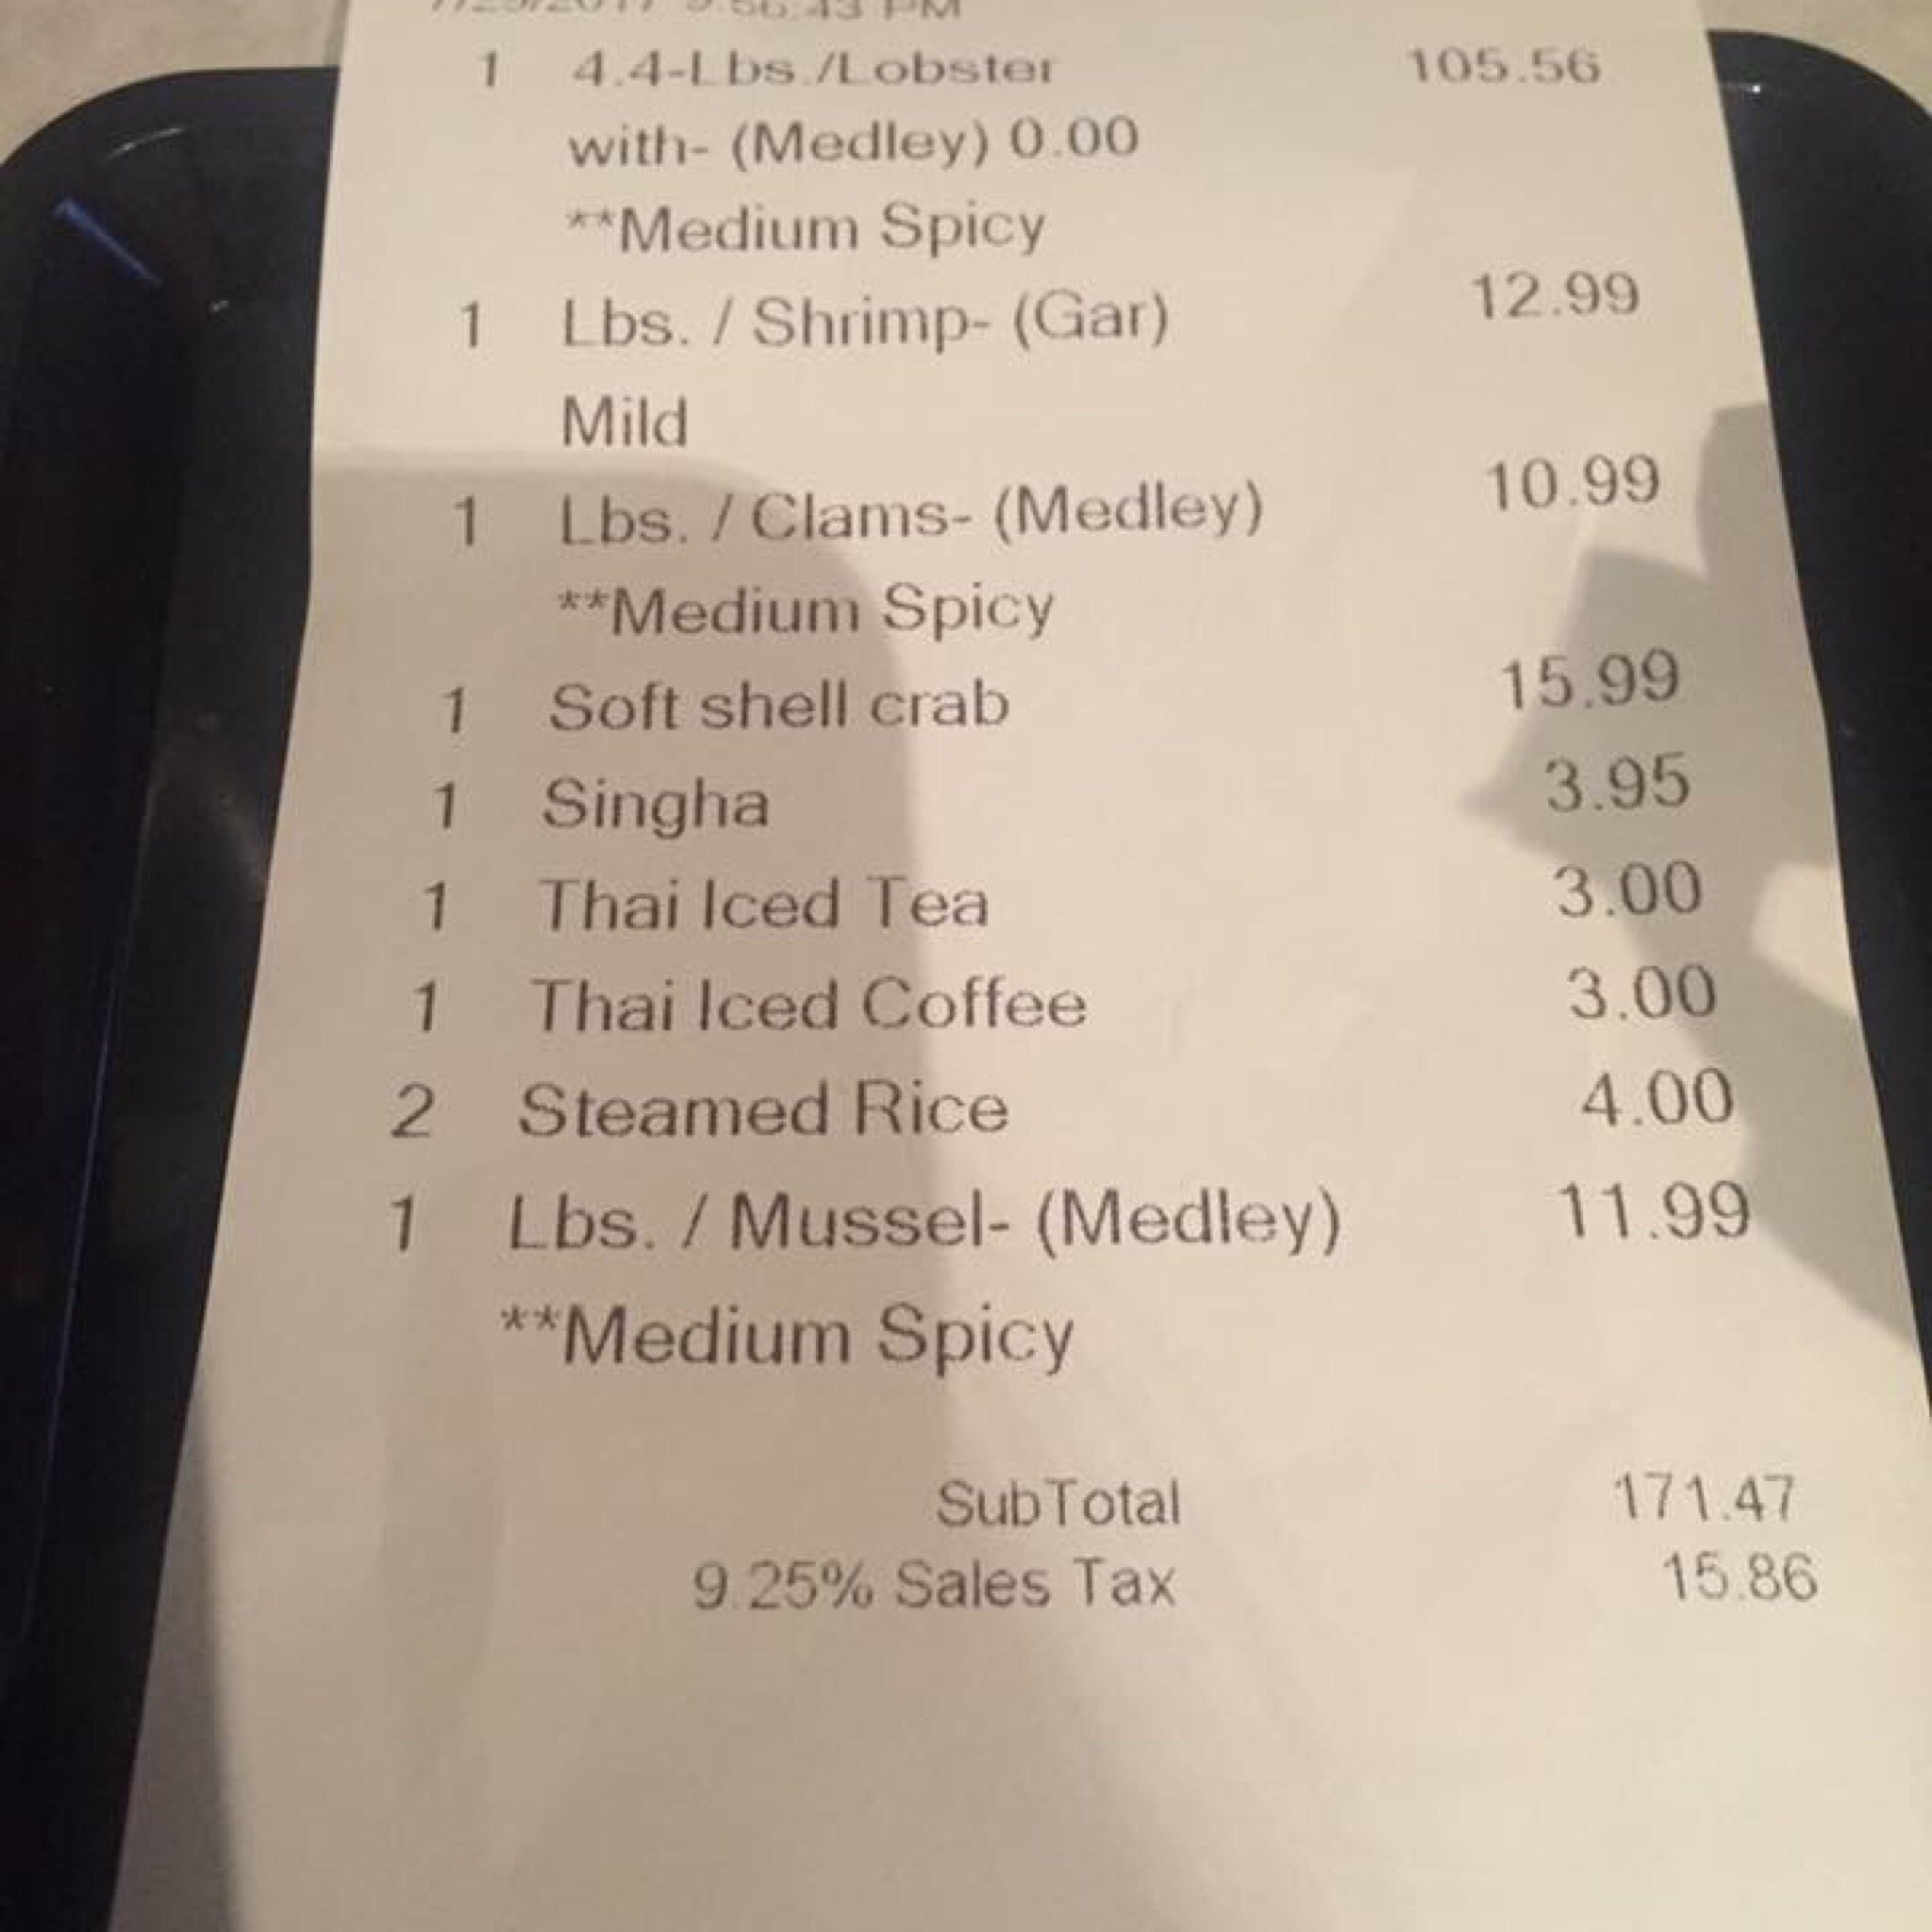 PM
1 4.4-Lbs./Lobster 105.56
with- (Medley) 0.00
**Medium Spicy
1 Lbs. / Shrimp- (Gar) 12.99
Mild
1 Lbs. / Clams- (Medley) 10.99
**Medium Spicy
1 Soft shell crab 15.99
1 Singha 3.95
1 Thai Iced Tea 3.00
1 Thai Iced Coffee 3.00
2 Steamed Rice 4.00
1 Lbs. / Mussel- (Medley) 11.99
**Medium Spicy
SubTotal 171.47
9.25% Sales Tax 15.86